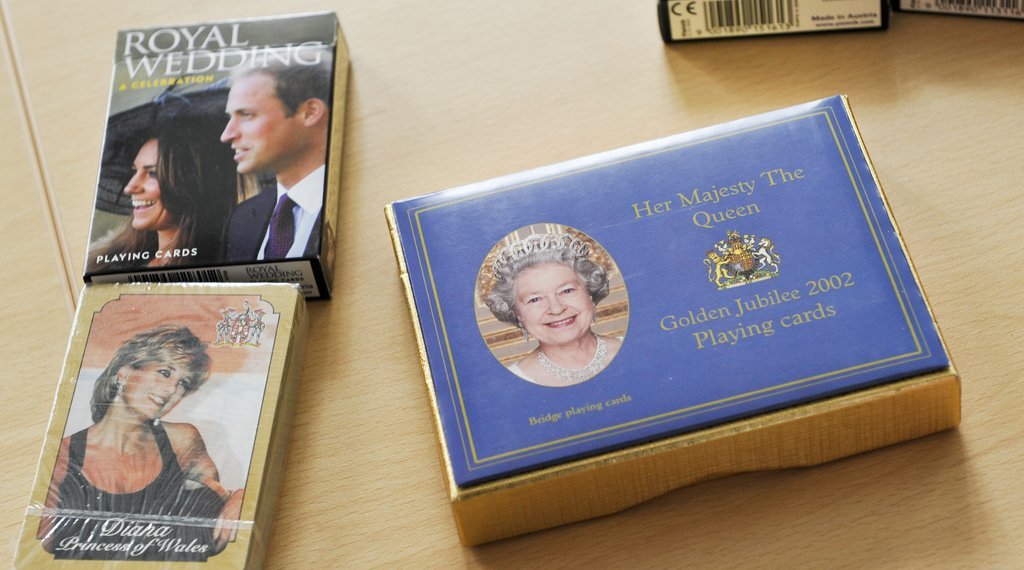 ROYAL
WEDDING
A CELEBRATION
PLAYING CARDS
ROYAL
WEDDING
Diana
Princess of Wales
Her Majesty The
Queen
Golden Jubilee 2002
Playing cards
Bridge playing cards
CE
Made in Austria